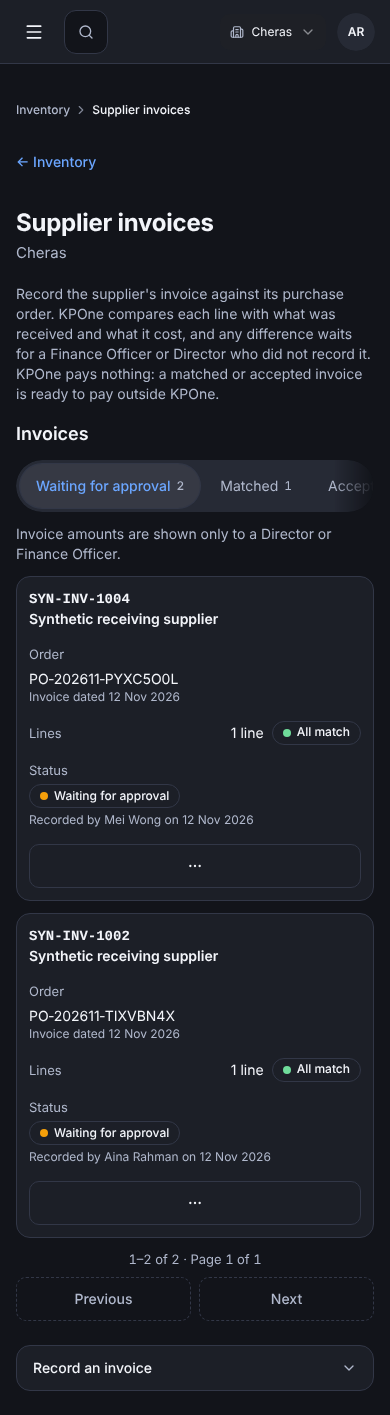 Cheras
AR
Inventory > Supplier invoices
← Inventory
Supplier invoices
Cheras
Record the supplier's invoice against its purchase
order. KPOne compares each line with what was
received and what it cost, and any difference waits
for a Finance Officer or Director who did not record it.
KPOne pays nothing: a matched or accepted invoice
is ready to pay outside KPOne.
Invoices
Waiting for approval 2
Matched 1
Accep
Invoice amounts are shown only to a Director or
Finance Officer.
SYN-INV-1004
Synthetic receiving supplier
Order
PO-202611-PYXC5O0L
Invoice dated 12 Nov 2026
Lines 1 line All match
Status
Waiting for approval
Recorded by Mei Wong on 12 Nov 2026
...
SYN-INV-1002
Synthetic receiving supplier
Order
PO-202611-TIXVBN4X
Invoice dated 12 Nov 2026
Lines 1 line All match
Status
Waiting for approval
Recorded by Aina Rahman on 12 Nov 2026
...
1–2 of 2 · Page 1 of 1
Previous Next
Record an invoice